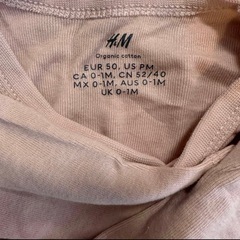 H&M
Organic cotton
EUR 50, US PM
CA 0-1M, CN 52/40
MX 0-1M, AUS 0-1M
UK 0-1M